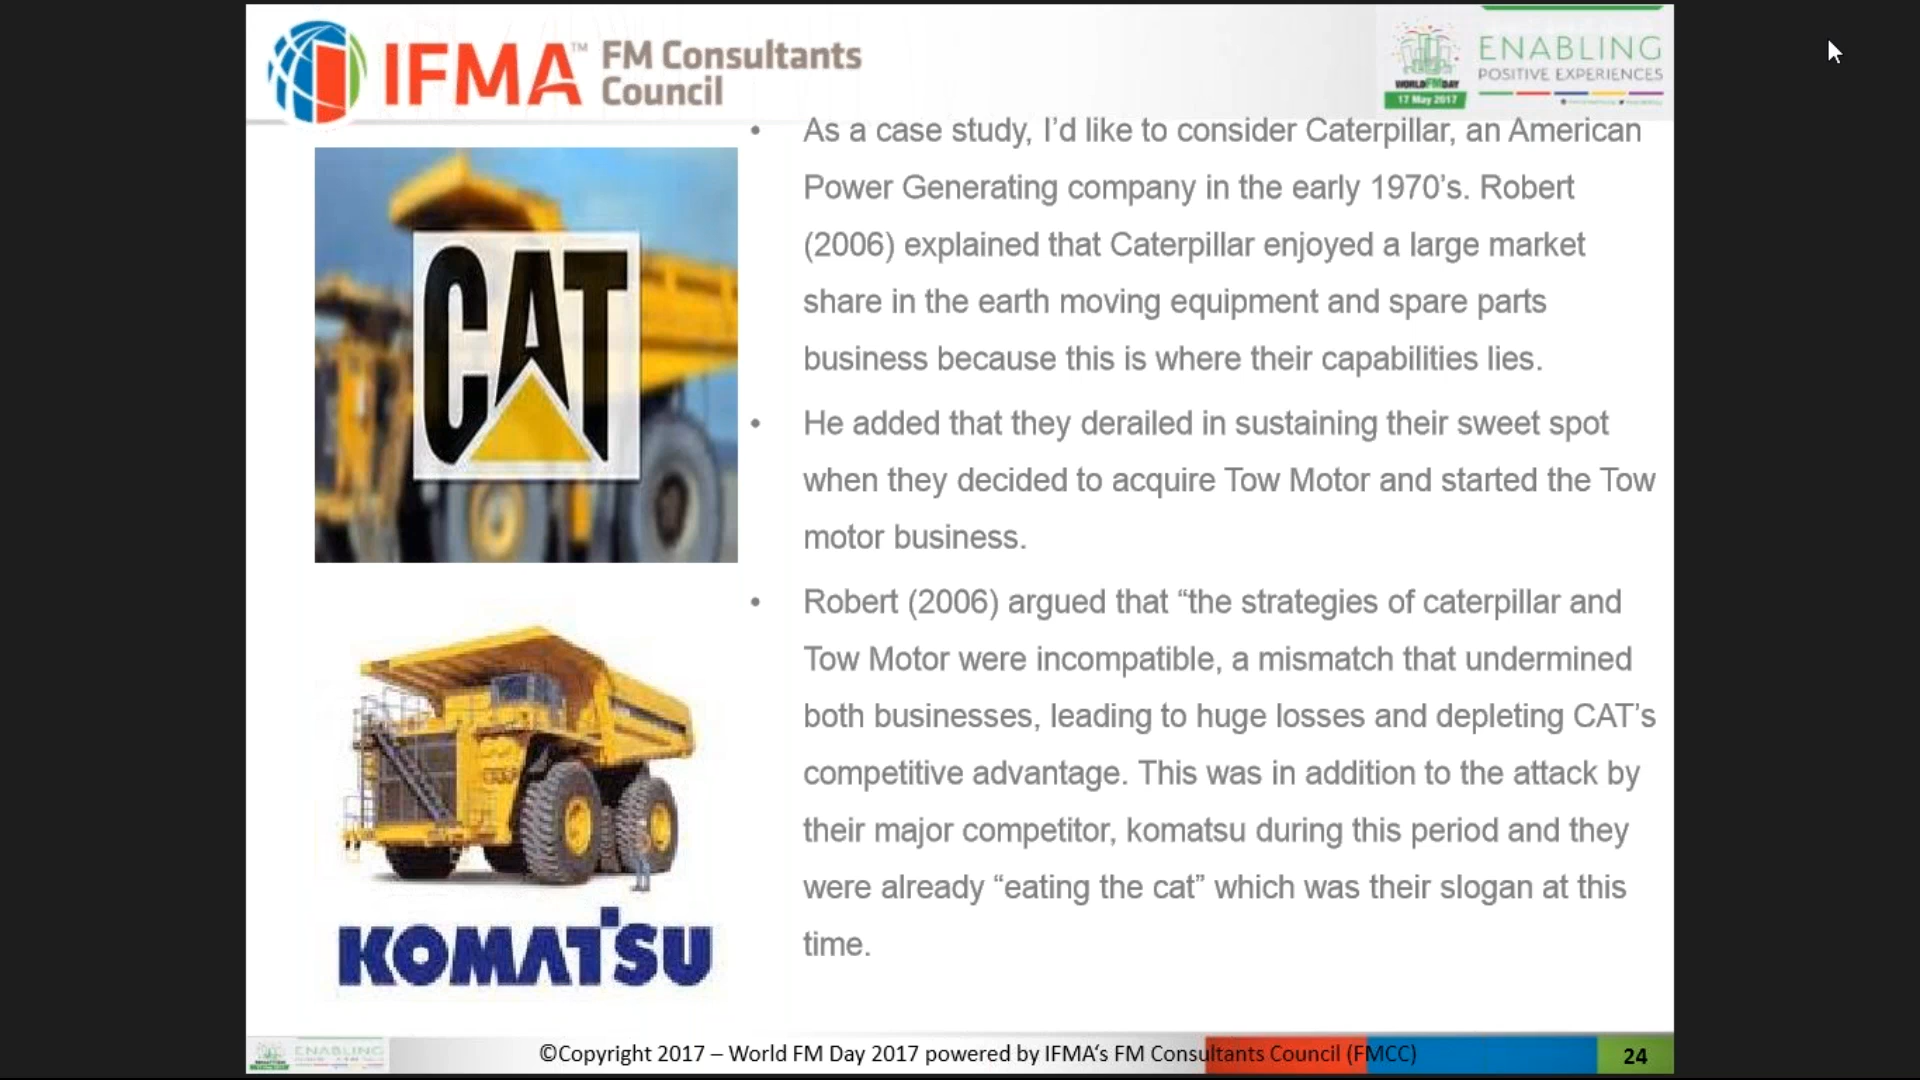 IFMA™ FM Consultants
Council
WORLD FM DAY
17 May 2017
ENABLING
POSITIVE EXPERIENCES
CAT
KOMATSU
• As a case study, I’d like to consider Caterpillar, an American
Power Generating company in the early 1970’s. Robert
(2006) explained that Caterpillar enjoyed a large market
share in the earth moving equipment and spare parts
business because this is where their capabilities lies.
• He added that they derailed in sustaining their sweet spot
when they decided to acquire Tow Motor and started the Tow
motor business.
• Robert (2006) argued that “the strategies of caterpillar and
Tow Motor were incompatible, a mismatch that undermined
both businesses, leading to huge losses and depleting CAT’s
competitive advantage. This was in addition to the attack by
their major competitor, komatsu during this period and they
were already “eating the cat” which was their slogan at this
time.
ENABLING
©Copyright 2017 – World FM Day 2017 powered by IFMA‘s FM Consultants Council (FMCC)
24